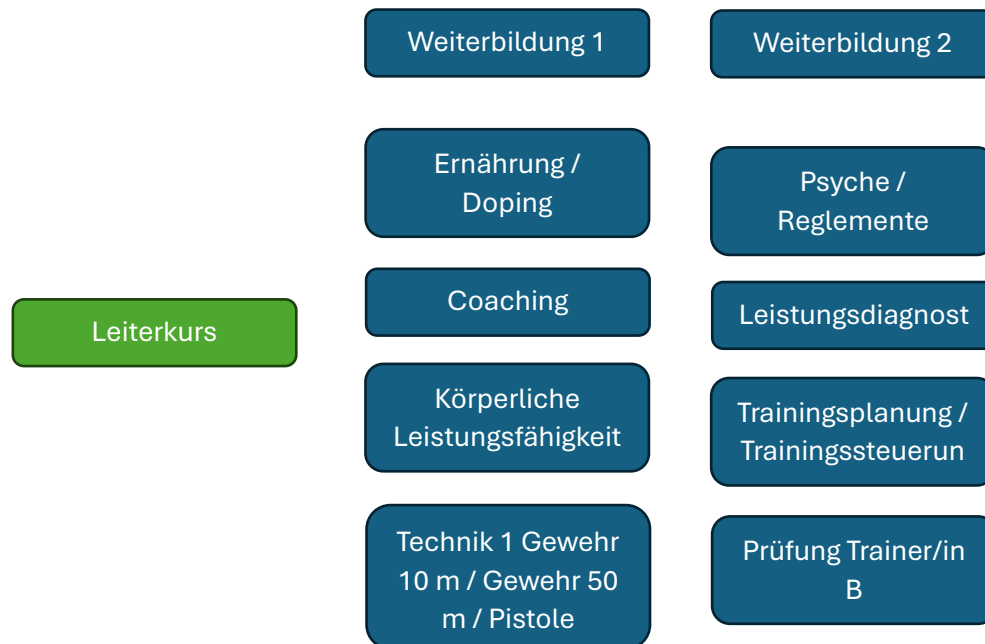 Weiterbildung 1
Weiterbildung 2
Ernährung /
Doping
Psyche /
Reglemente
Coaching
Leistungsdiagnost
Leiterkurs
Körperliche
Leistungsfähigkeit
Trainingsplanung /
Trainingssteuerun
Technik 1 Gewehr
10 m / Gewehr 50
m / Pistole
Prüfung Trainer/in
B